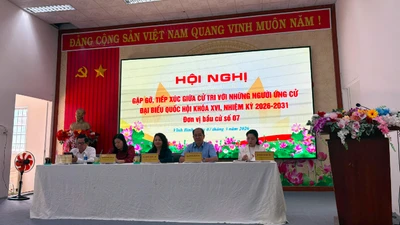 ĐẢNG CỘNG SẢN VIỆT NAM QUANG VINH MUÔN NĂM
HỘI NGHỊ
GẶP GỠ, TIẾP XÚC GIỮA CỬ TRI VỚI NHỮNG NGƯỜI ỨNG CỬ
ĐẠI BIỂU QUỐC HỘI KHÓA XVI, NHIỆM KỲ 2026-2031
Đơn vị bầu cử số 07
năm 2026